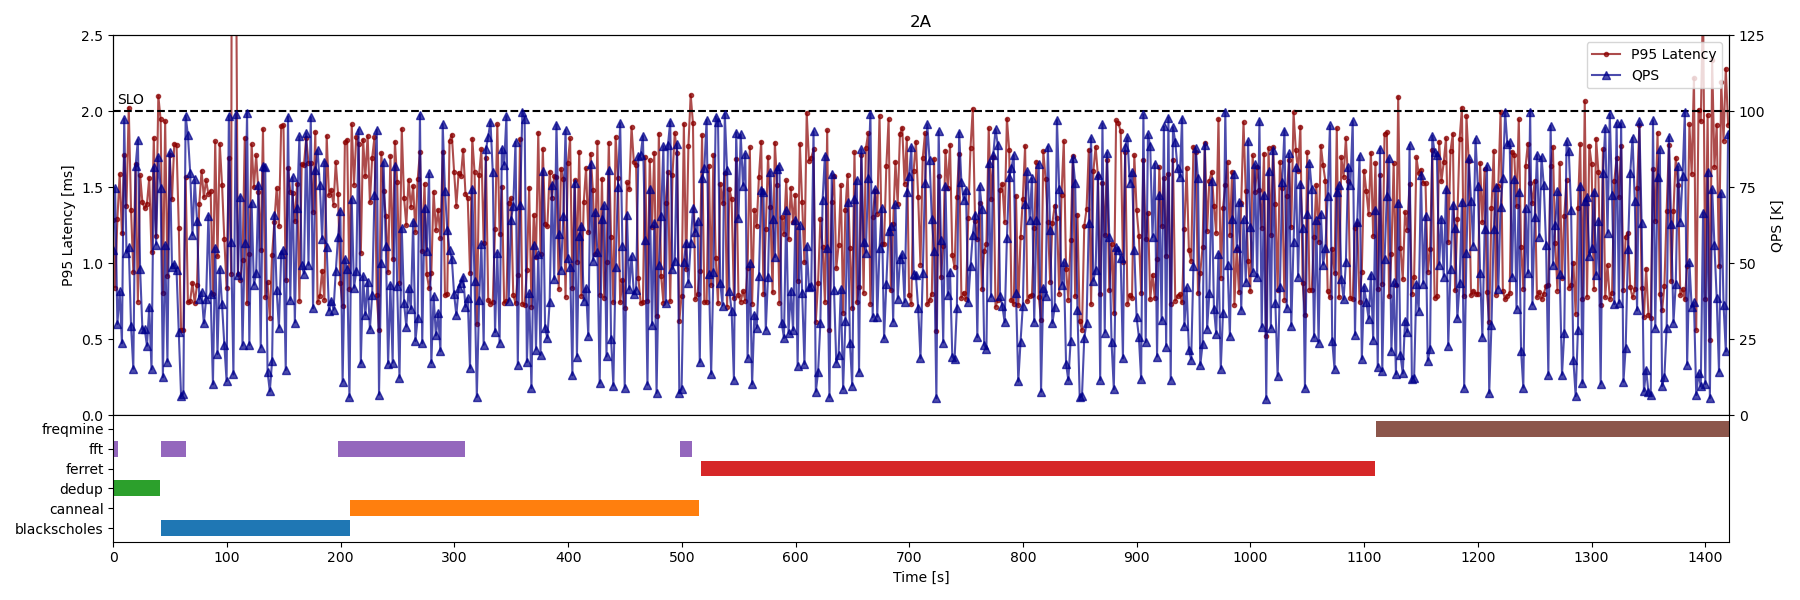 2A
2.5
2.0
1.5
1.0
0.5
0.0
P95 Latency [ms]
SLO
P95 Latency
QPS
125
100
75
50
25
0
QPS [K]
freqmine
fft
ferret
dedup
canneal
blackscholes
0 100 200 300 400 500 600 700 800 900 1000 1100 1200 1300 1400
Time [s]